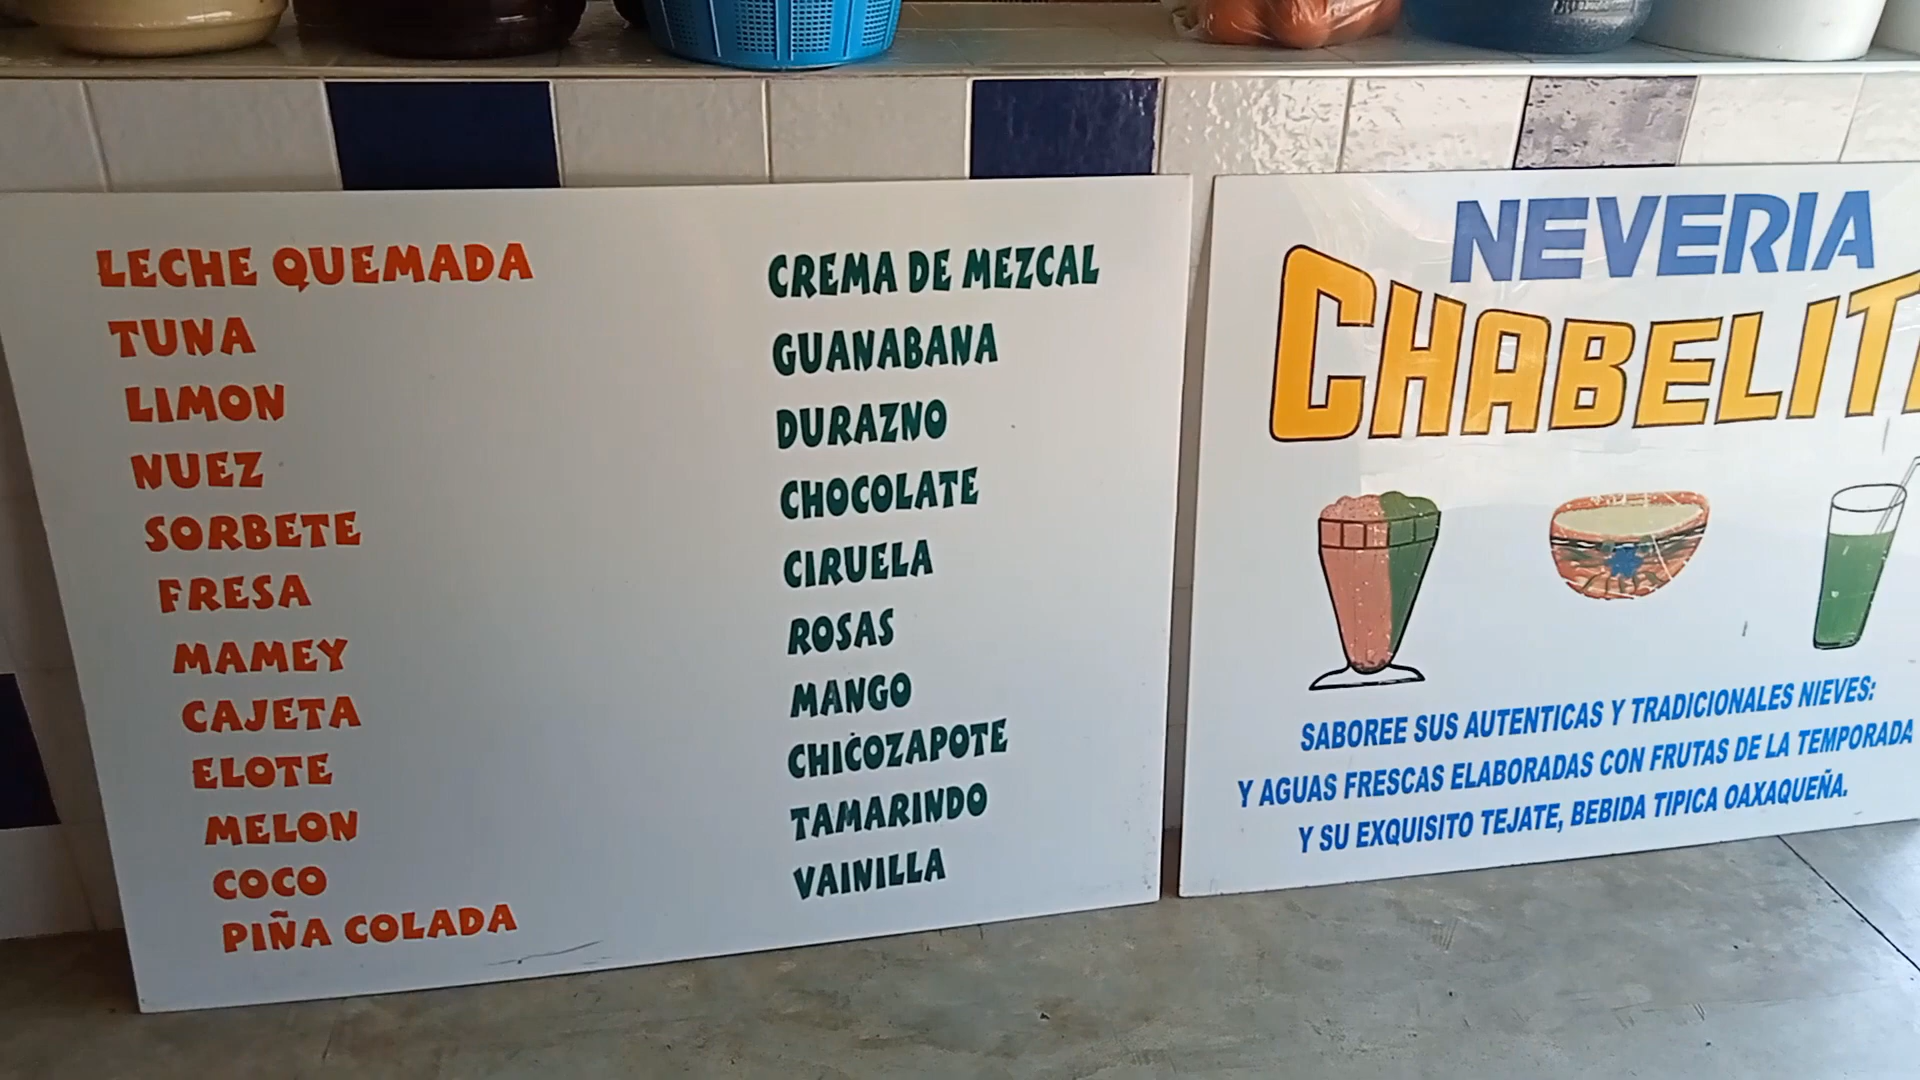 LECHE QUEMADA
TUNA
LIMON
NUEZ
SORBETE
FRESA
MAMEY
CAJETA
ELOTE
MELON
COCO
PIÑA COLADA
CREMA DE MEZCAL
GUANABANA
DURAZNO
CHOCOLATE
CIRUELA
ROSAS
MANGO
CHICOZAPOTE
TAMARINDO
VAINILLA
NEVERIA
CHABELIT
SABOREE SUS AUTENTICAS Y TRADICIONALES NIEVES:
Y AGUAS FRESCAS ELABORADAS CON FRUTAS DE LA TEMPORADA
Y SU EXQUISITO TEJATE, BEBIDA TIPICA OAXAQUEÑA.